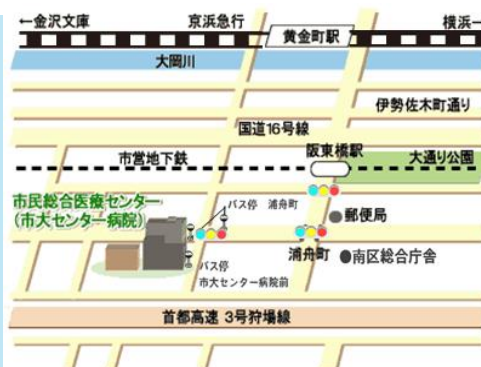 ←金沢文庫
京浜急行
黄金町駅
横浜→
大岡川
伊勢佐木町通り
国道16号線
阪東橋駅
市営地下鉄
大通り公園
市民総合医療センター
（市大センター病院）
バス停 浦舟町
郵便局
浦舟町
南区総合庁舎
バス停
市大センター病院前
首都高速 3号狩場線